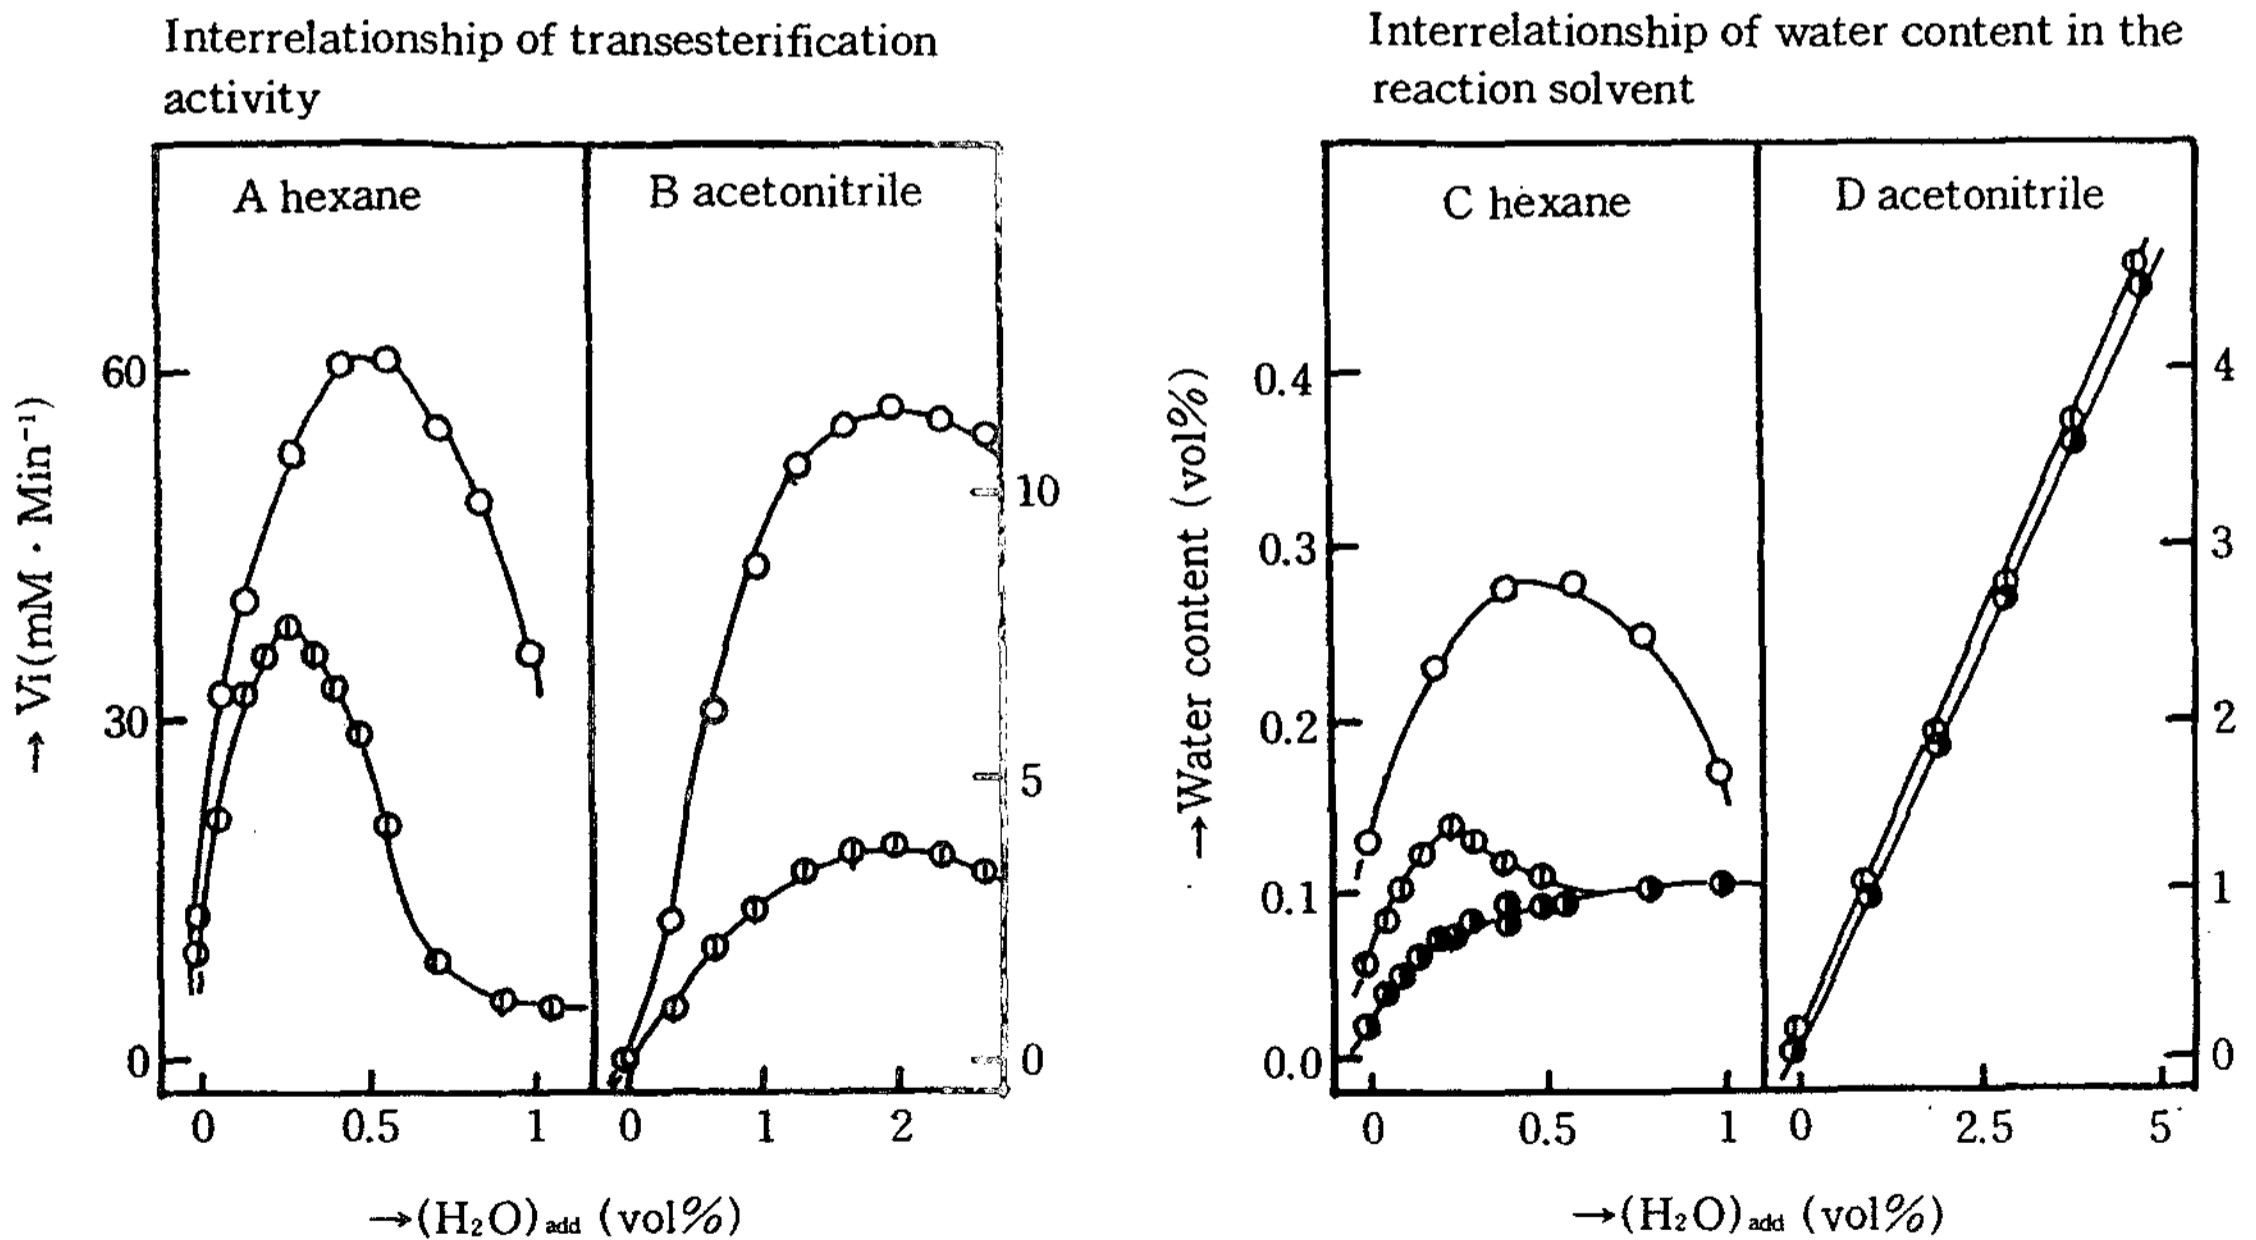 Interrelationship of transesterification
activity
A hexane
B acetonitrile
→ Vi(mM · Min⁻¹)
60
30
0
10
5
0
0 0.5 1 0 1 2
→(H₂O)add (vol%)
Interrelationship of water content in the
reaction solvent
C hexane
D acetonitrile
→Water content (vol%)
0.4
0.3
0.2
0.1
0.0
4
3
2
1
0
0 0.5 1 0 2.5 5
→(H₂O)add (vol%)